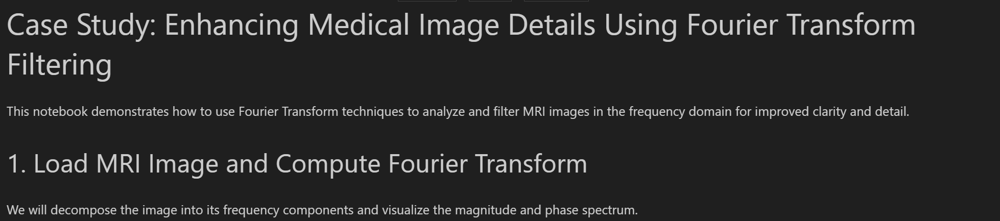 Case Study: Enhancing Medical Image Details Using Fourier Transform
Filtering
This notebook demonstrates how to use Fourier Transform techniques to analyze and filter MRI images in the frequency domain for improved clarity and detail.
1. Load MRI Image and Compute Fourier Transform
We will decompose the image into its frequency components and visualize the magnitude and phase spectrum.